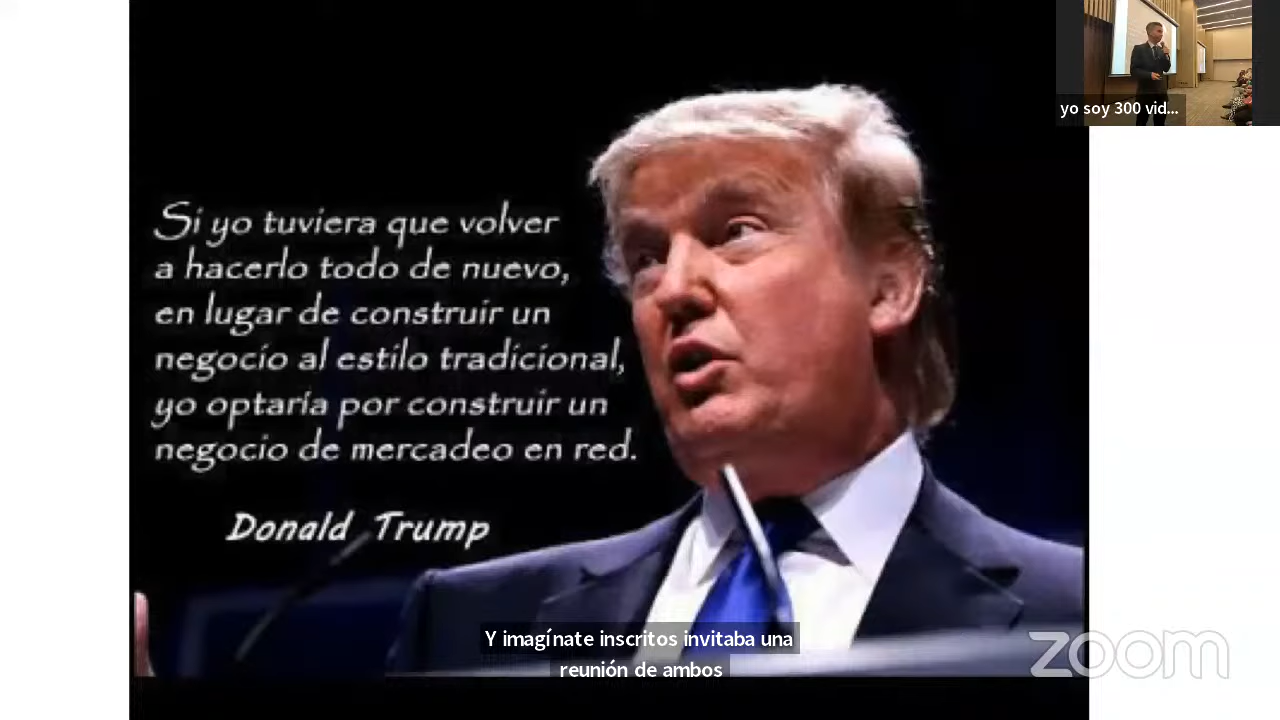 yo soy 300 vid...
Si yo tuviera que volver
a hacerlo todo de nuevo,
en lugar de construir un
negocio al estilo tradicional,
yo optaría por construir un
negocio de mercadeo en red.
Donald Trump
Y imagínate inscritos invitaba una
reunión de ambos
zoom